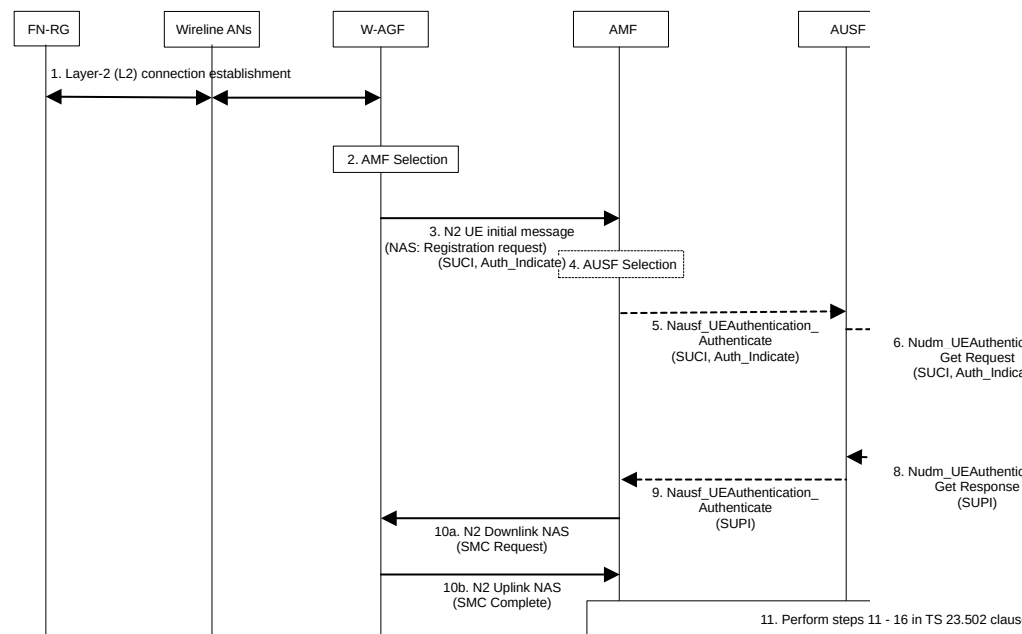 FN-RG
Wireline ANs
W-AGF
AMF
AUSF
1. Layer-2 (L2) connection establishment
2. AMF Selection
3. N2 UE initial message
(NAS: Registration request)
(SUCI, Auth_Indicate)
4. AUSF Selection
5. Nausf_UEAuthentication_
Authenticate
(SUCI, Auth_Indicate)
6. Nudm_UEAuthentic
Get Request
(SUCI, Auth_Indica
8. Nudm_UEAuthentic
Get Response
(SUPI)
9. Nausf_UEAuthentication_
Authenticate
(SUPI)
10a. N2 Downlink NAS
(SMC Request)
10b. N2 Uplink NAS
(SMC Complete)
11. Perform steps 11 - 16 in TS 23.502 claus